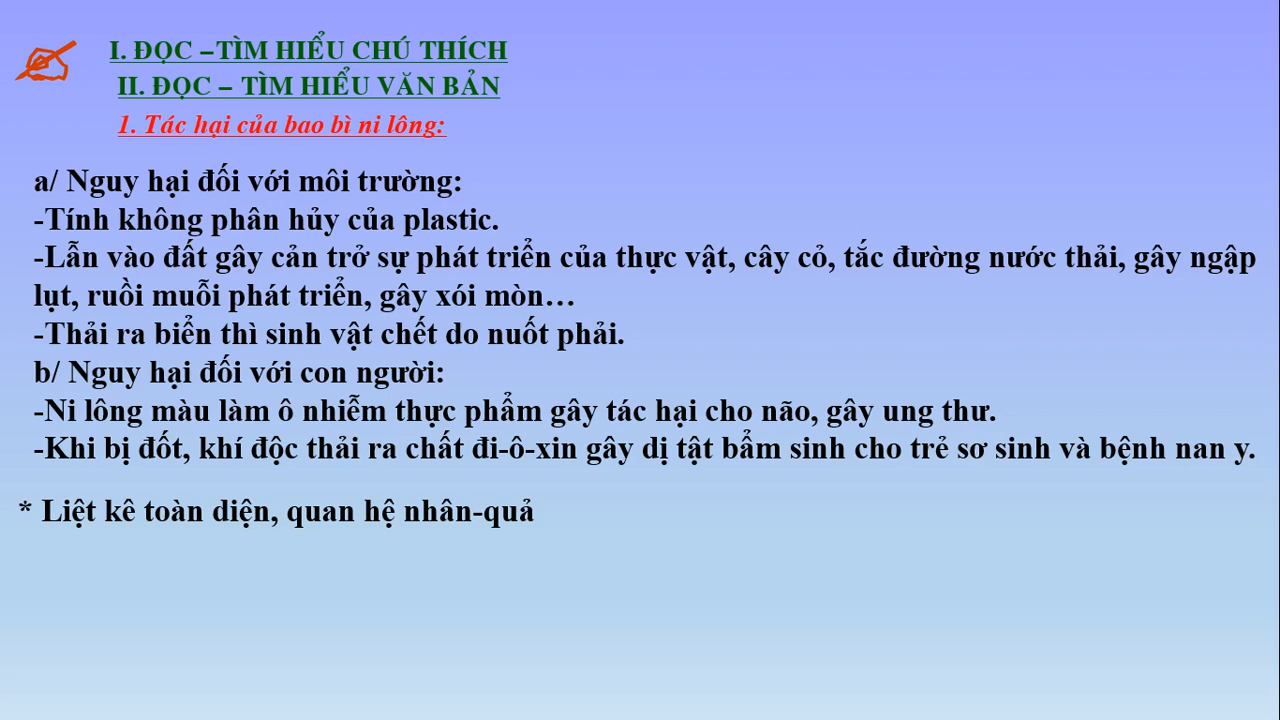 I. ĐỌC –TÌM HIỂU CHÚ THÍCH
II. ĐỌC – TÌM HIỂU VĂN BẢN
1. Tác hại của bao bì ni lông:
a/ Nguy hại đối với môi trường:
-Tính không phân hủy của plastic.
-Lẫn vào đất gây cản trở sự phát triển của thực vật, cây cỏ, tắc đường nước thải, gây ngập
lụt, ruồi muỗi phát triển, gây xói mòn…
-Thải ra biển thì sinh vật chết do nuốt phải.
b/ Nguy hại đối với con người:
-Ni lông màu làm ô nhiễm thực phẩm gây tác hại cho não, gây ung thư.
-Khi bị đốt, khí độc thải ra chất đi-ô-xin gây dị tật bẩm sinh cho trẻ sơ sinh và bệnh nan y.
* Liệt kê toàn diện, quan hệ nhân-quả